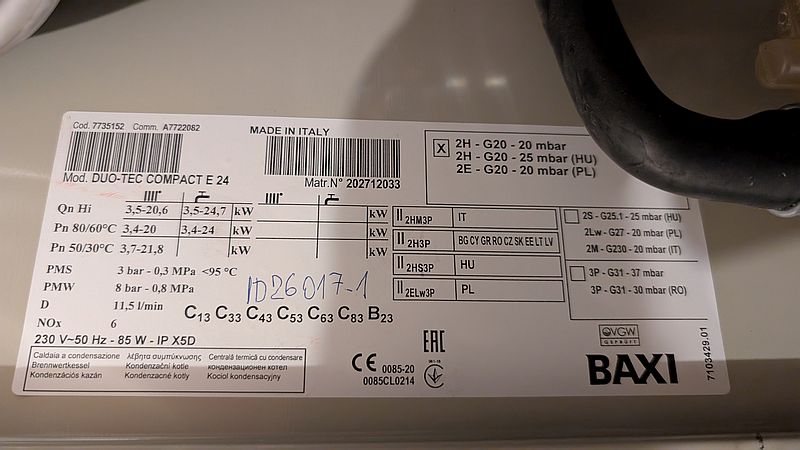 Cod. 7735152 Comm. A7722082
MADE IN ITALY
Mod. DUO-TEC COMPACT E 24
Matr.N° 202712033
X 2H - G20 - 20 mbar
2H - G20 - 25 mbar (HU)
2E - G20 - 20 mbar (PL)
Qn Hi 3,5-20,6 3,5-24,7 kW kW
Pn 80/60°C 3,4-20 3,4-24 kW kW
Pn 50/30°C 3,7-21,8 kW kW
II 2HM3P IT
II 2H3P BG CY GR RO CZ SK EE LT LV
II 2HS3P HU
II 2ELw3P PL
2S - G25.1 - 25 mbar (HU)
2Lw - G27 - 20 mbar (PL)
2M - G230 - 20 mbar (IT)
3P - G31 - 37 mbar
3P - G31 - 30 mbar (RO)
PMS 3 bar - 0,3 MPa <95 °C
PMW 8 bar - 0,8 MPa
D 11,5 l/min
NOx 6
ID26017-1
C13 C33 C43 C53 C63 C83 B23
230 V~50 Hz - 85 W - IP X5D
Caldaia a condensazione λέβητα συμπύκνωσης Centrală termică cu condensare
Brennwertkessel Kondenzační kotel конденсационен котел
Kondenzációs kazán Kondenzačné kotly Kocioł kondensacyjny
CE 0085-20
0085CL0214
EAC
DVGW
GEPRÜFT
BAXI
7103429.01